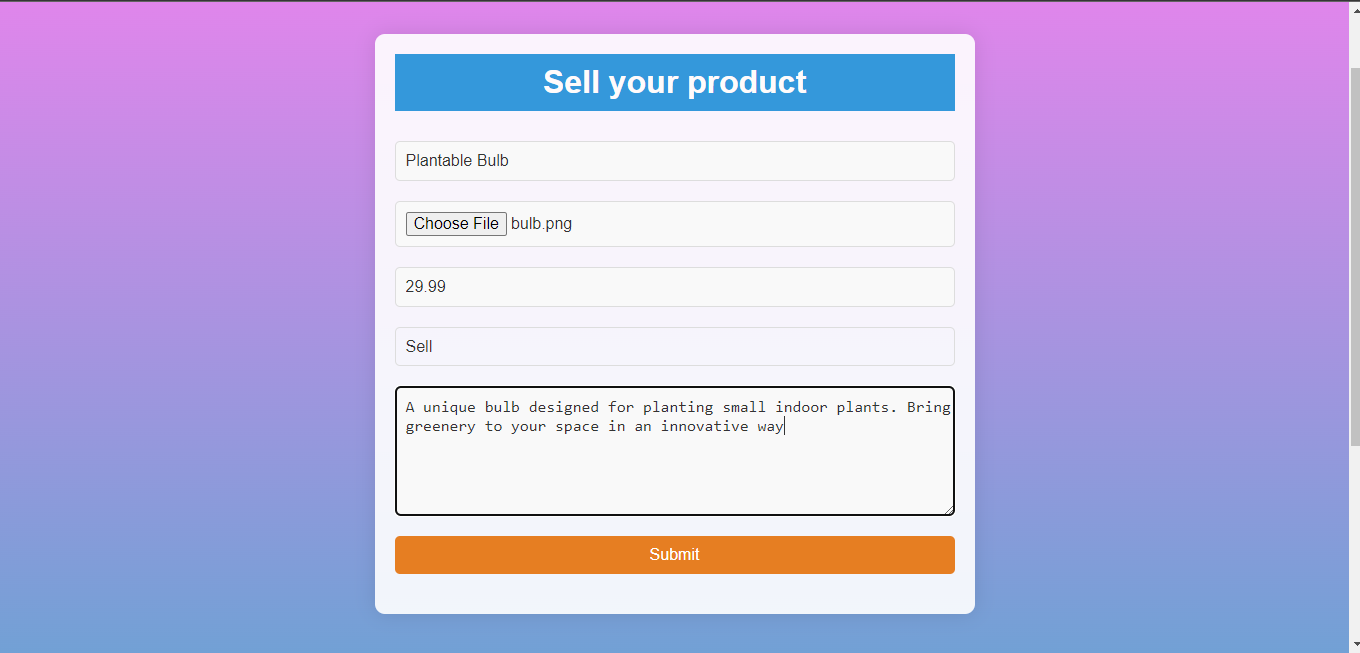 Sell your product
Plantable Bulb
Choose File bulb.png
29.99
Sell
A unique bulb designed for planting small indoor plants. Bring
greenery to your space in an innovative way
Submit